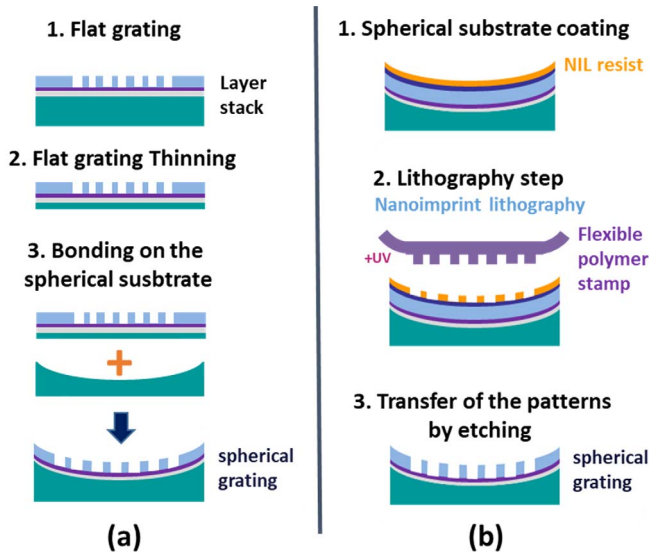 1. Flat grating
Layer
stack
2. Flat grating Thinning
3. Bonding on the
spherical susbtrate
spherical
grating
(a)
1. Spherical substrate coating
NIL resist
2. Lithography step
Nanoimprint lithography
+UV
Flexible
polymer
stamp
3. Transfer of the patterns
by etching
spherical
grating
(b)